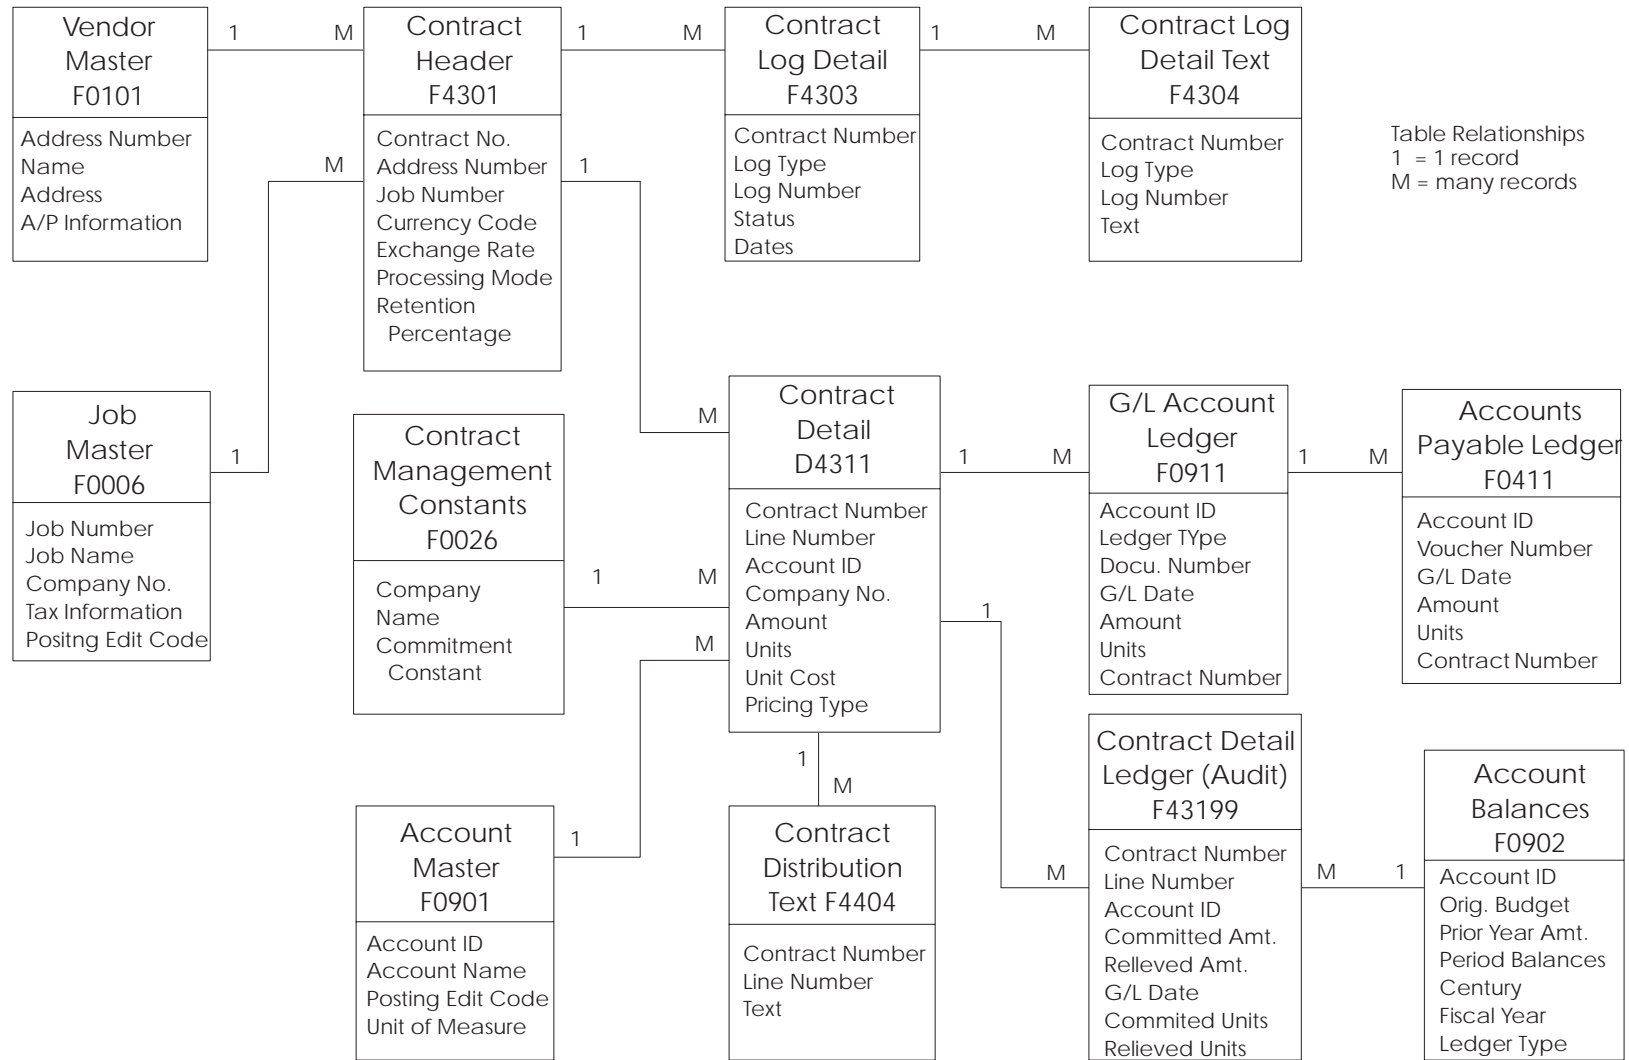 Vendor
Master
F0101
Address Number
Name
Address
A/P Information
1
M
Contract
Header
F4301
Contract No.
Address Number
Job Number
Currency Code
Exchange Rate
Processing Mode
Retention
Percentage
1
M
Contract
Log Detail
F4303
Contract Number
Log Type
Log Number
Status
Dates
1
M
Contract Log
Detail Text
F4304
Contract Number
Log Type
Log Number
Text
Table Relationships
1 = 1 record
M = many records
M
1
Job
Master
F0006
Job Number
Job Name
Company No.
Tax Information
Positng Edit Code
1
Contract
Management
Constants
F0026
Company
Name
Commitment
Constant
1
M
M
M
Contract
Detail
D4311
Contract Number
Line Number
Account ID
Company No.
Amount
Units
Unit Cost
Pricing Type
1
M
G/L Account
Ledger
F0911
Account ID
Ledger TYpe
Docu. Number
G/L Date
Amount
Units
Contract Number
1
M
Accounts
Payable Ledger
F0411
Account ID
Voucher Number
G/L Date
Amount
Units
Contract Number
1
1
M
Account
Master
F0901
Account ID
Account Name
Posting Edit Code
Unit of Measure
1
Contract
Distribution
Text F4404
Contract Number
Line Number
Text
M
Contract Detail
Ledger (Audit)
F43199
Contract Number
Line Number
Account ID
Committed Amt.
Relleved Amt.
G/L Date
Commited Units
Relieved Units
M
1
Account
Balances
F0902
Account ID
Orig. Budget
Prior Year Amt.
Period Balances
Century
Fiscal Year
Ledger Type